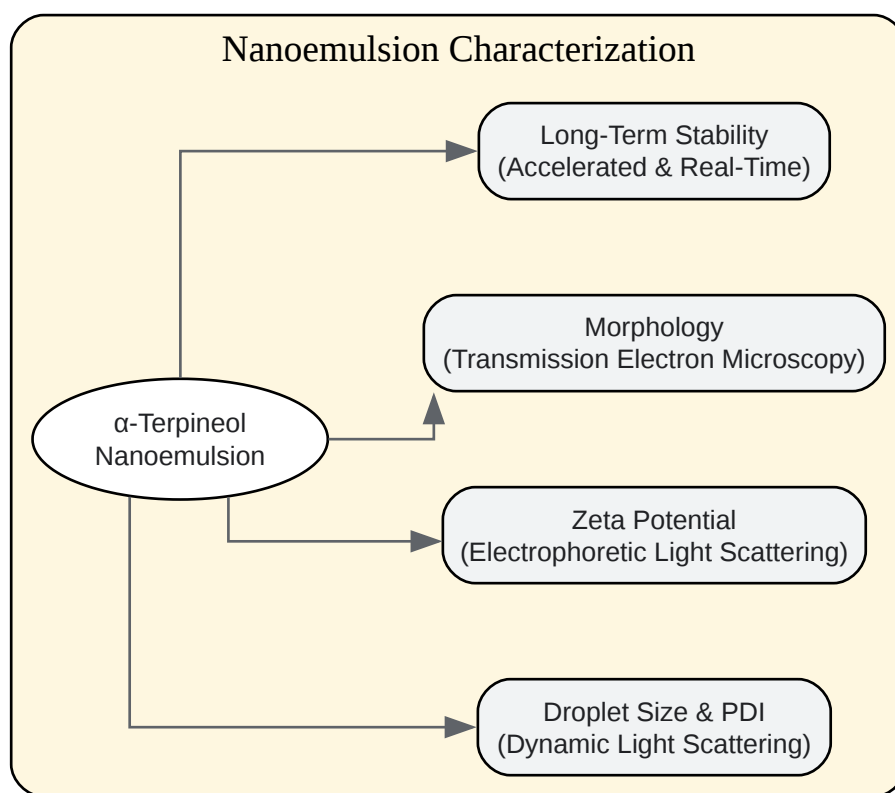 Nanoemulsion Characterization
Long-Term Stability
(Accelerated & Real-Time)
Morphology
(Transmission Electron Microscopy)
α-Terpineol
Nanoemulsion
Zeta Potential
(Electrophoretic Light Scattering)
Droplet Size & PDI
(Dynamic Light Scattering)